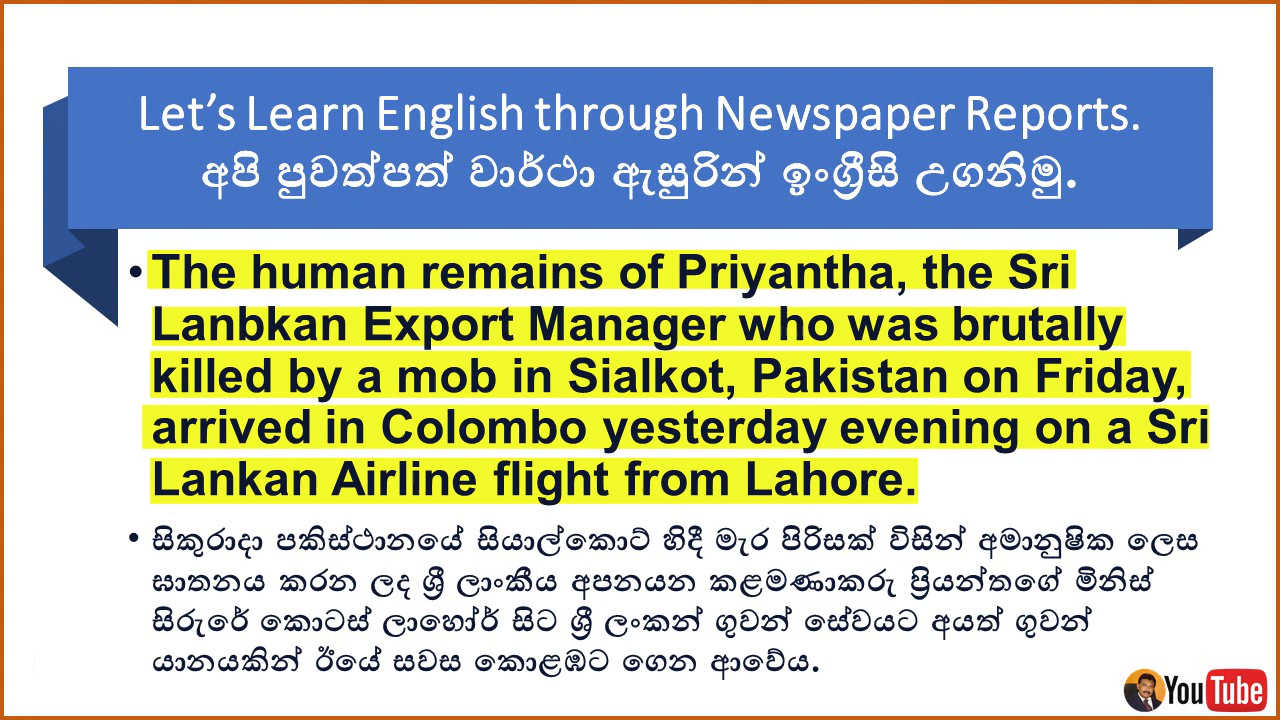 Let's Learn English through Newspaper Reports.
අපි පුවත්පත් වාර්ථා ඇසුරින් ඉංග්‍රීසි උගනිමු.
• The human remains of Priyantha, the Sri
Lanbkan Export Manager who was brutally
killed by a mob in Sialkot, Pakistan on Friday,
arrived in Colombo yesterday evening on a Sri
Lankan Airline flight from Lahore.
• සිකුරාදා පකිස්ථානයේ සියාල්කොට් හිදී මැර පිරිසක් විසින් අමානුෂික ලෙස
ඝාතනය කරන ලද ශ්‍රී ලාංකීය අපනයන කළමණාකරු ප්‍රියන්තගේ මිනිස්
සිරුරේ කොටස් ලාහෝර් සිට ශ්‍රී ලංකන් ගුවන් සේවයට අයත් ගුවන්
යානයකින් ඊයේ සවස කොළඹට ගෙන ආවේය.
YouTube